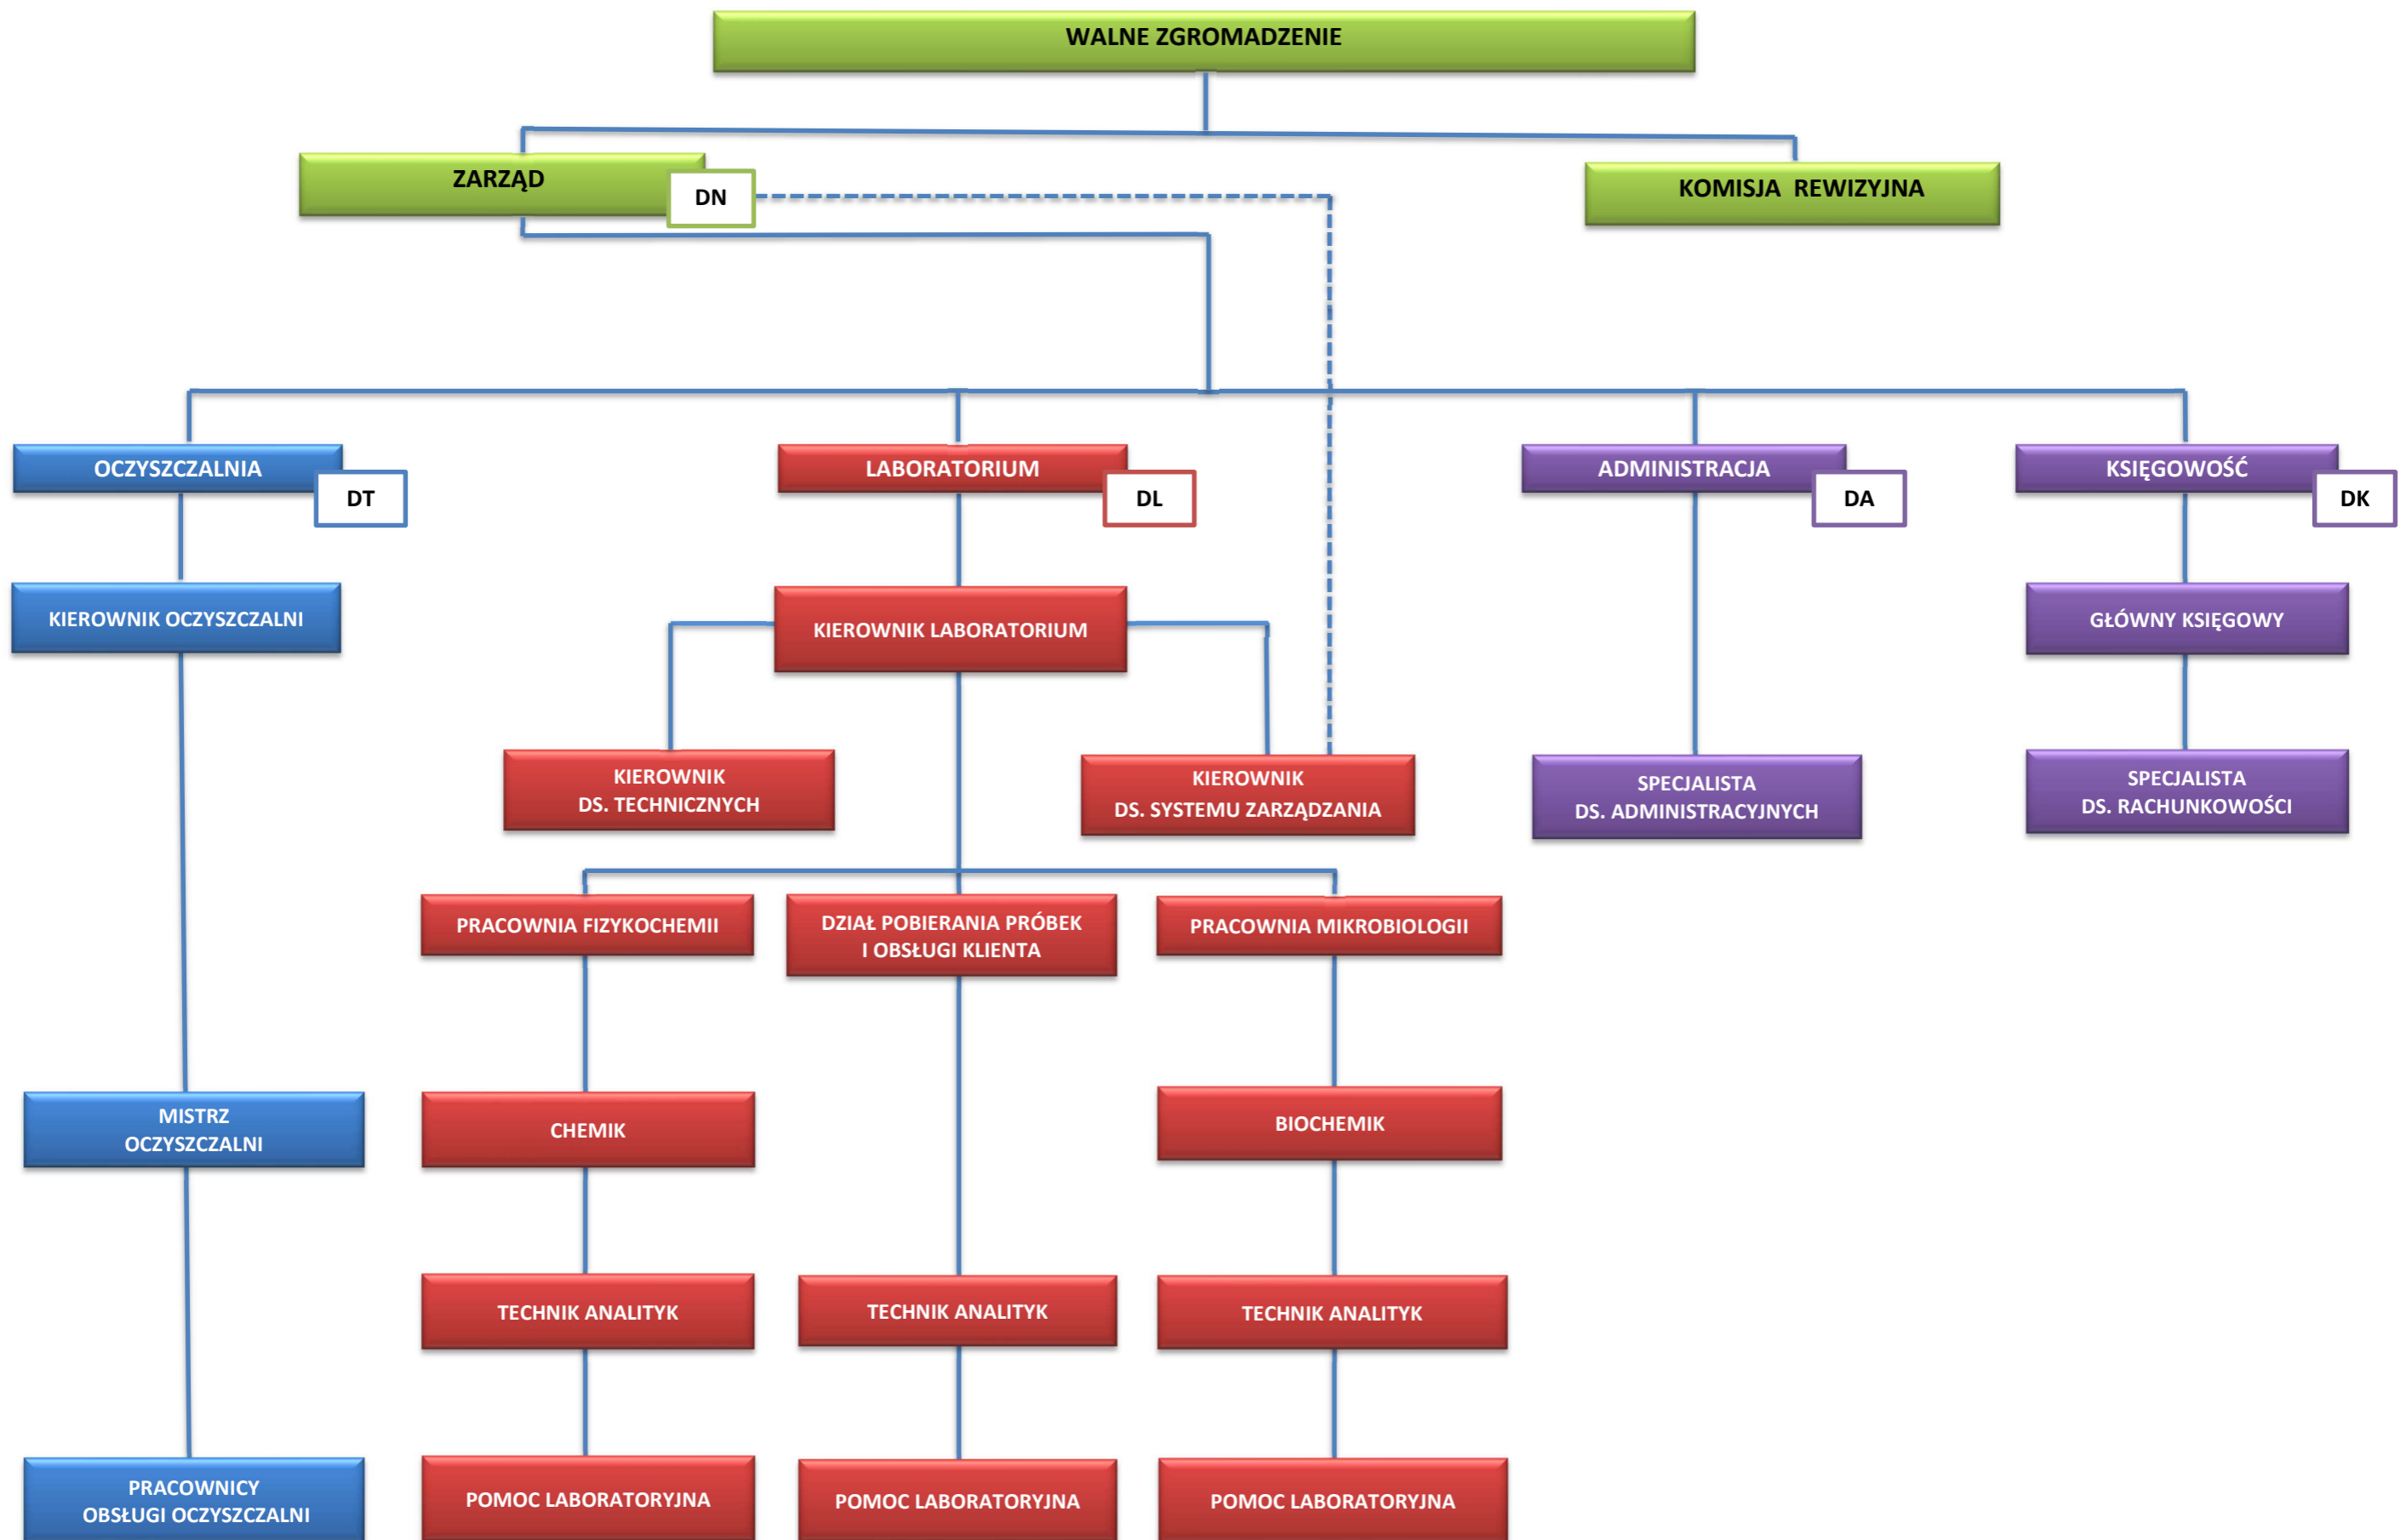 WALNE ZGROMADZENIE
ZARZĄD
DN
KOMISJA REWIZYJNA
OCZYSZCZALNIA
DT
LABORATORIUM
DL
ADMINISTRACJA
DA
KSIĘGOWOŚĆ
DK
KIEROWNIK OCZYSZCZALNI
KIEROWNIK LABORATORIUM
GŁÓWNY KSIĘGOWY
KIEROWNIK
DS. TECHNICZNYCH
KIEROWNIK
DS. SYSTEMU ZARZĄDZANIA
SPECJALISTA
DS. ADMINISTRACYJNYCH
SPECJALISTA
DS. RACHUNKOWOŚCI
PRACOWNIA FIZYKOCHEMII
DZIAŁ POBIERANIA PRÓBEK
I OBSŁUGI KLIENTA
PRACOWNIA MIKROBIOLOGII
MISTRZ
OCZYSZCZALNI
CHEMIK
BIOCHEMIK
TECHNIK ANALITYK
TECHNIK ANALITYK
TECHNIK ANALITYK
PRACOWNICY
OBSŁUGI OCZYSZCZALNI
POMOC LABORATORYJNA
POMOC LABORATORYJNA
POMOC LABORATORYJNA